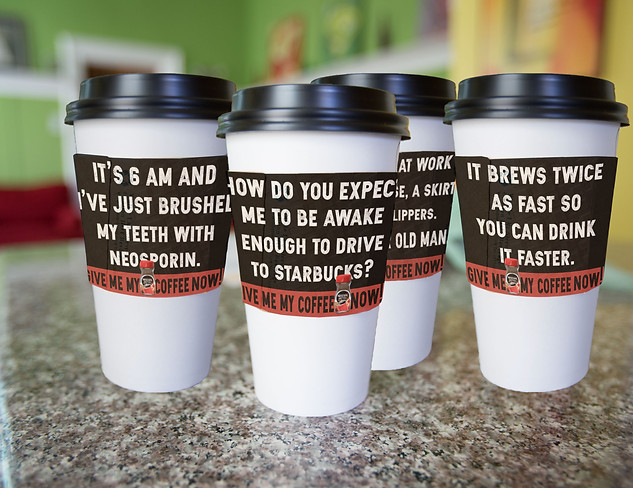 IT'S 6 AM AND
I'VE JUST BRUSHED
MY TEETH WITH
NEOSPORIN.
GIVE ME MY COFFEE NOW!
HOW DO YOU EXPECT
ME TO BE AWAKE
ENOUGH TO DRIVE
TO STARBUCKS?
GIVE ME MY COFFEE NOW!
AT WORK
A SKIRT
LIPPERS.
OLD MAN
OFFEE NOW!
IT BREWS TWICE
AS FAST SO
YOU CAN DRINK
IT FASTER.
GIVE ME MY COFFEE NOW!